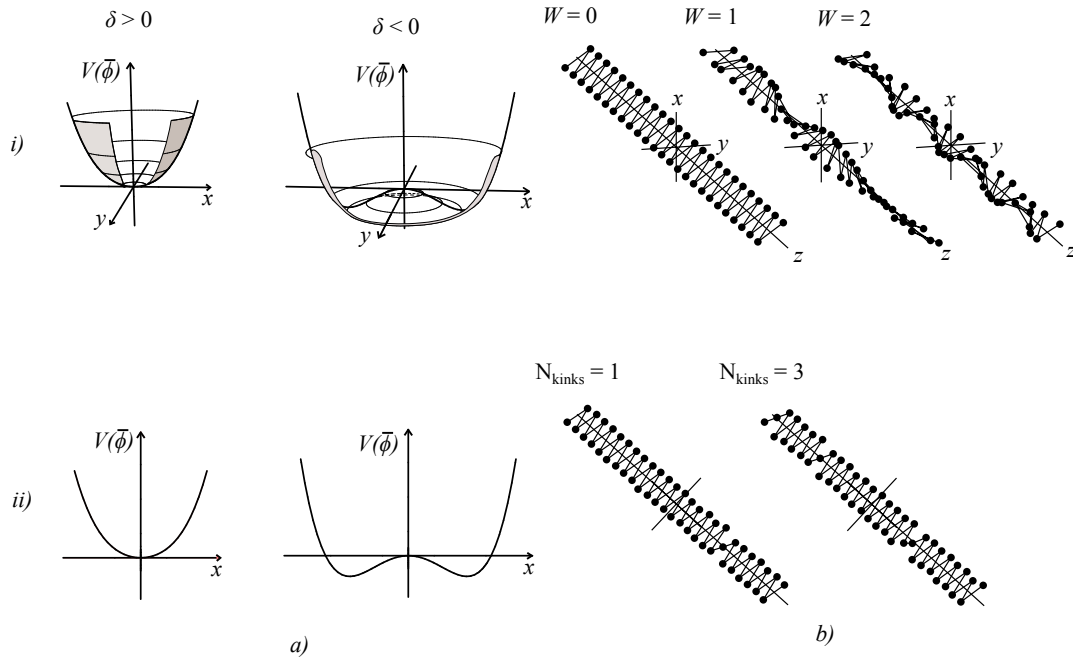 δ > 0
δ < 0
W = 0
W = 1
W = 2
i)
V(ϕ̄)
x
y
V(ϕ̄)
x
y
x
y
z
x
y
z
x
y
z
N_kinks = 1
N_kinks = 3
ii)
V(ϕ̄)
x
V(ϕ̄)
x
a)
b)